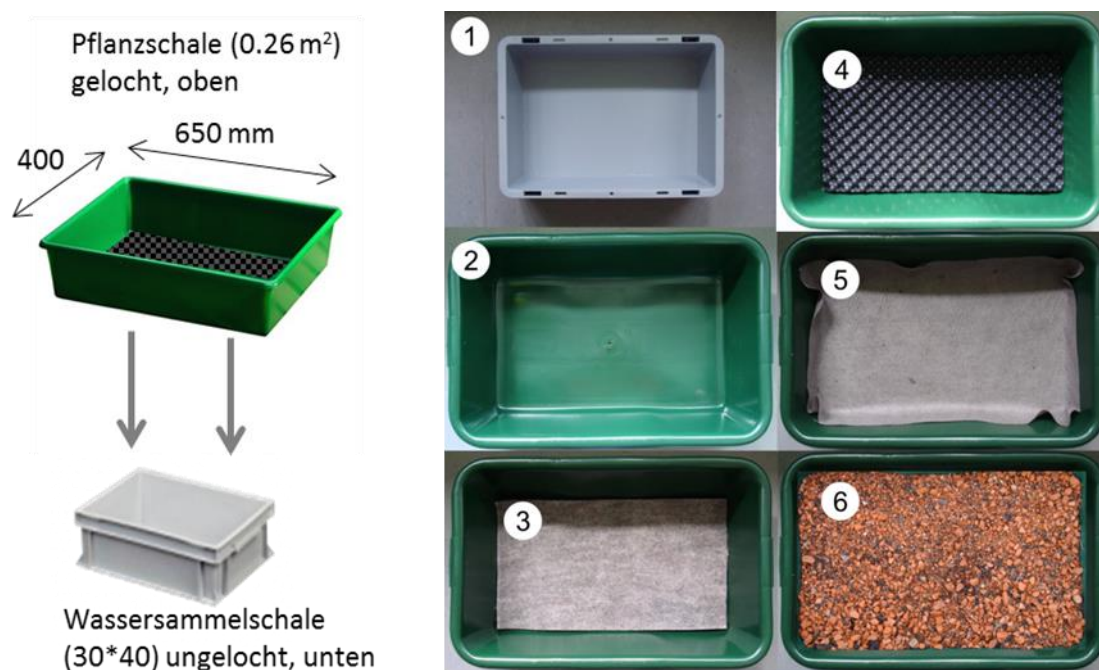 Pflanzschale (0.26 m²)
gelocht, oben
650 mm
400
Wassersammelschale
(30*40) ungelocht, unten
1
4
2
5
3
6